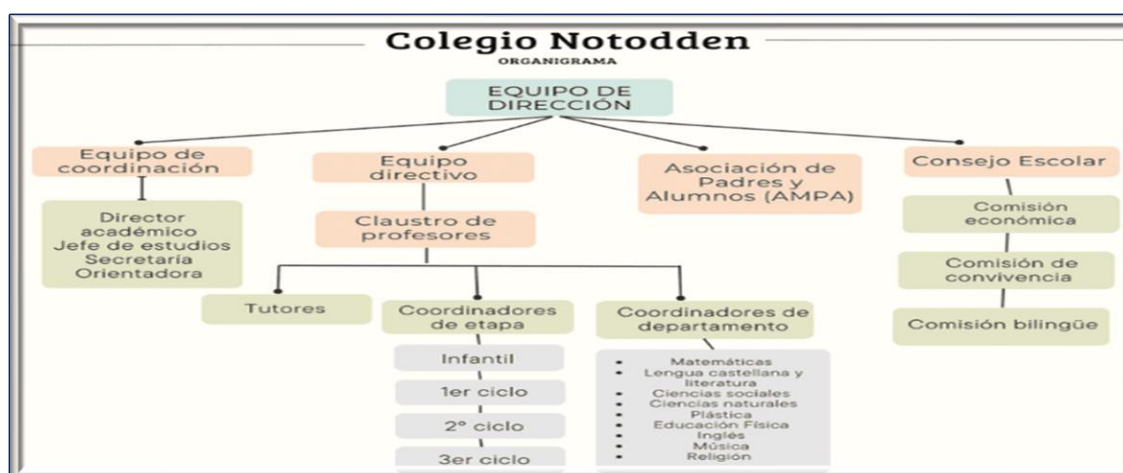 Colegio Notodden
ORGANIGRAMA
EQUIPO DE
DIRECCIÓN
Equipo de
coordinación
Director
académico
Jefe de estudios
Secretaría
Orientadora
Equipo
directivo
Claustro de
profesores
Tutores
Coordinadores
de etapa
Infantil
1er ciclo
2º ciclo
3er ciclo
Coordinadores de
departamento
• Matemáticas
• Lengua castellana y
literatura
• Ciencias sociales
• Ciencias naturales
• Plástica
• Educación Física
• Inglés
• Música
• Religión
Asociación de
Padres y
Alumnos (AMPA)
Consejo Escolar
Comisión
económica
Comisión de
convivencia
Comisión bilingüe